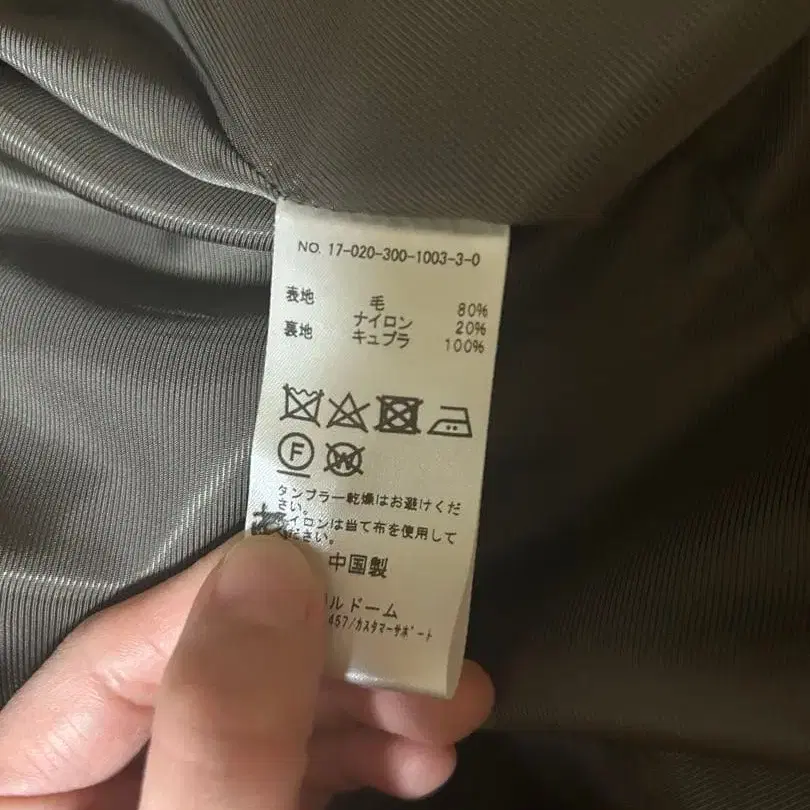 NO. 17-020-300-1003-3-0
表地 毛 80%
ナイロン 20%
裏地 キュプラ 100%
F W
タンブラー乾燥はお避けくだ
さい。
アイロンは当て布を使用して
ください。
中国製
ルドーム
457/カスタマーサポート